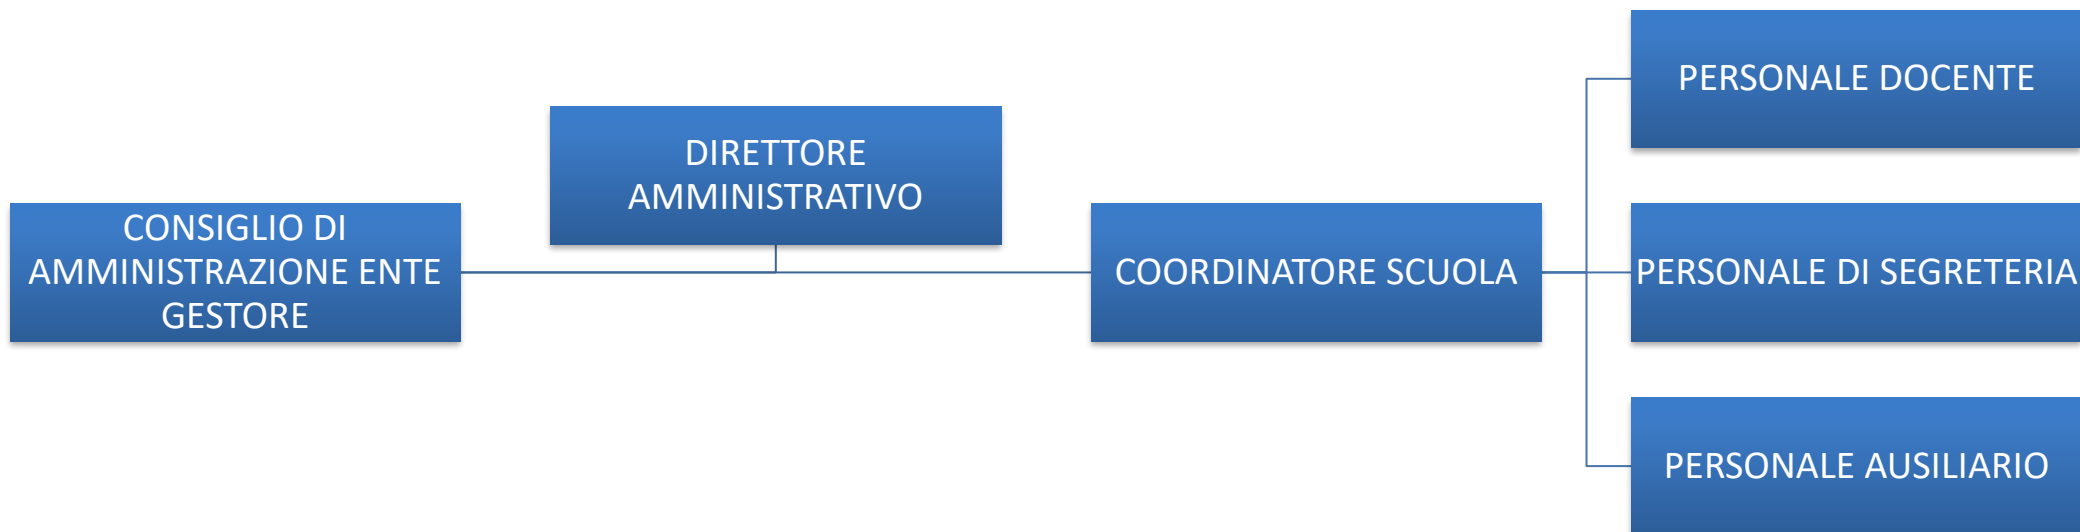 CONSIGLIO DI
AMMINISTRAZIONE ENTE
GESTORE
DIRETTORE
AMMINISTRATIVO
COORDINATORE SCUOLA
PERSONALE DOCENTE
PERSONALE DI SEGRETERIA
PERSONALE AUSILIARIO